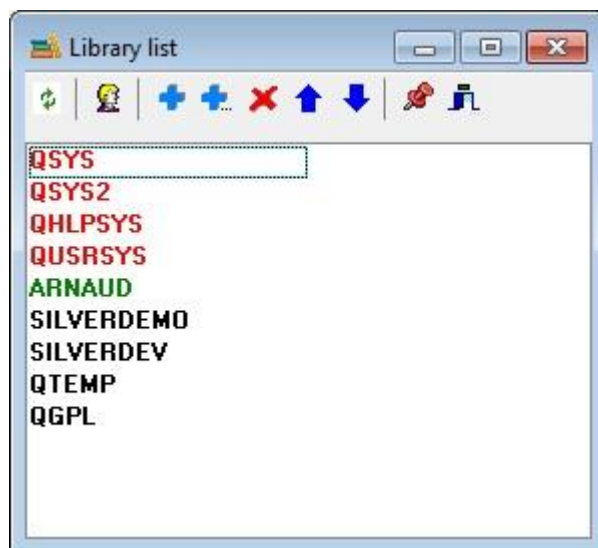 Library list
QSYS
QSYS2
QHLPSYS
QUSRSYS
ARNAUD
SILVERDEMO
SILVERDEV
QTEMP
QGPL